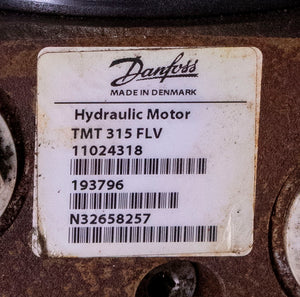 Danfoss
MADE IN DENMARK
Hydraulic Motor
TMT 315 FLV
11024318
193796
N32658257